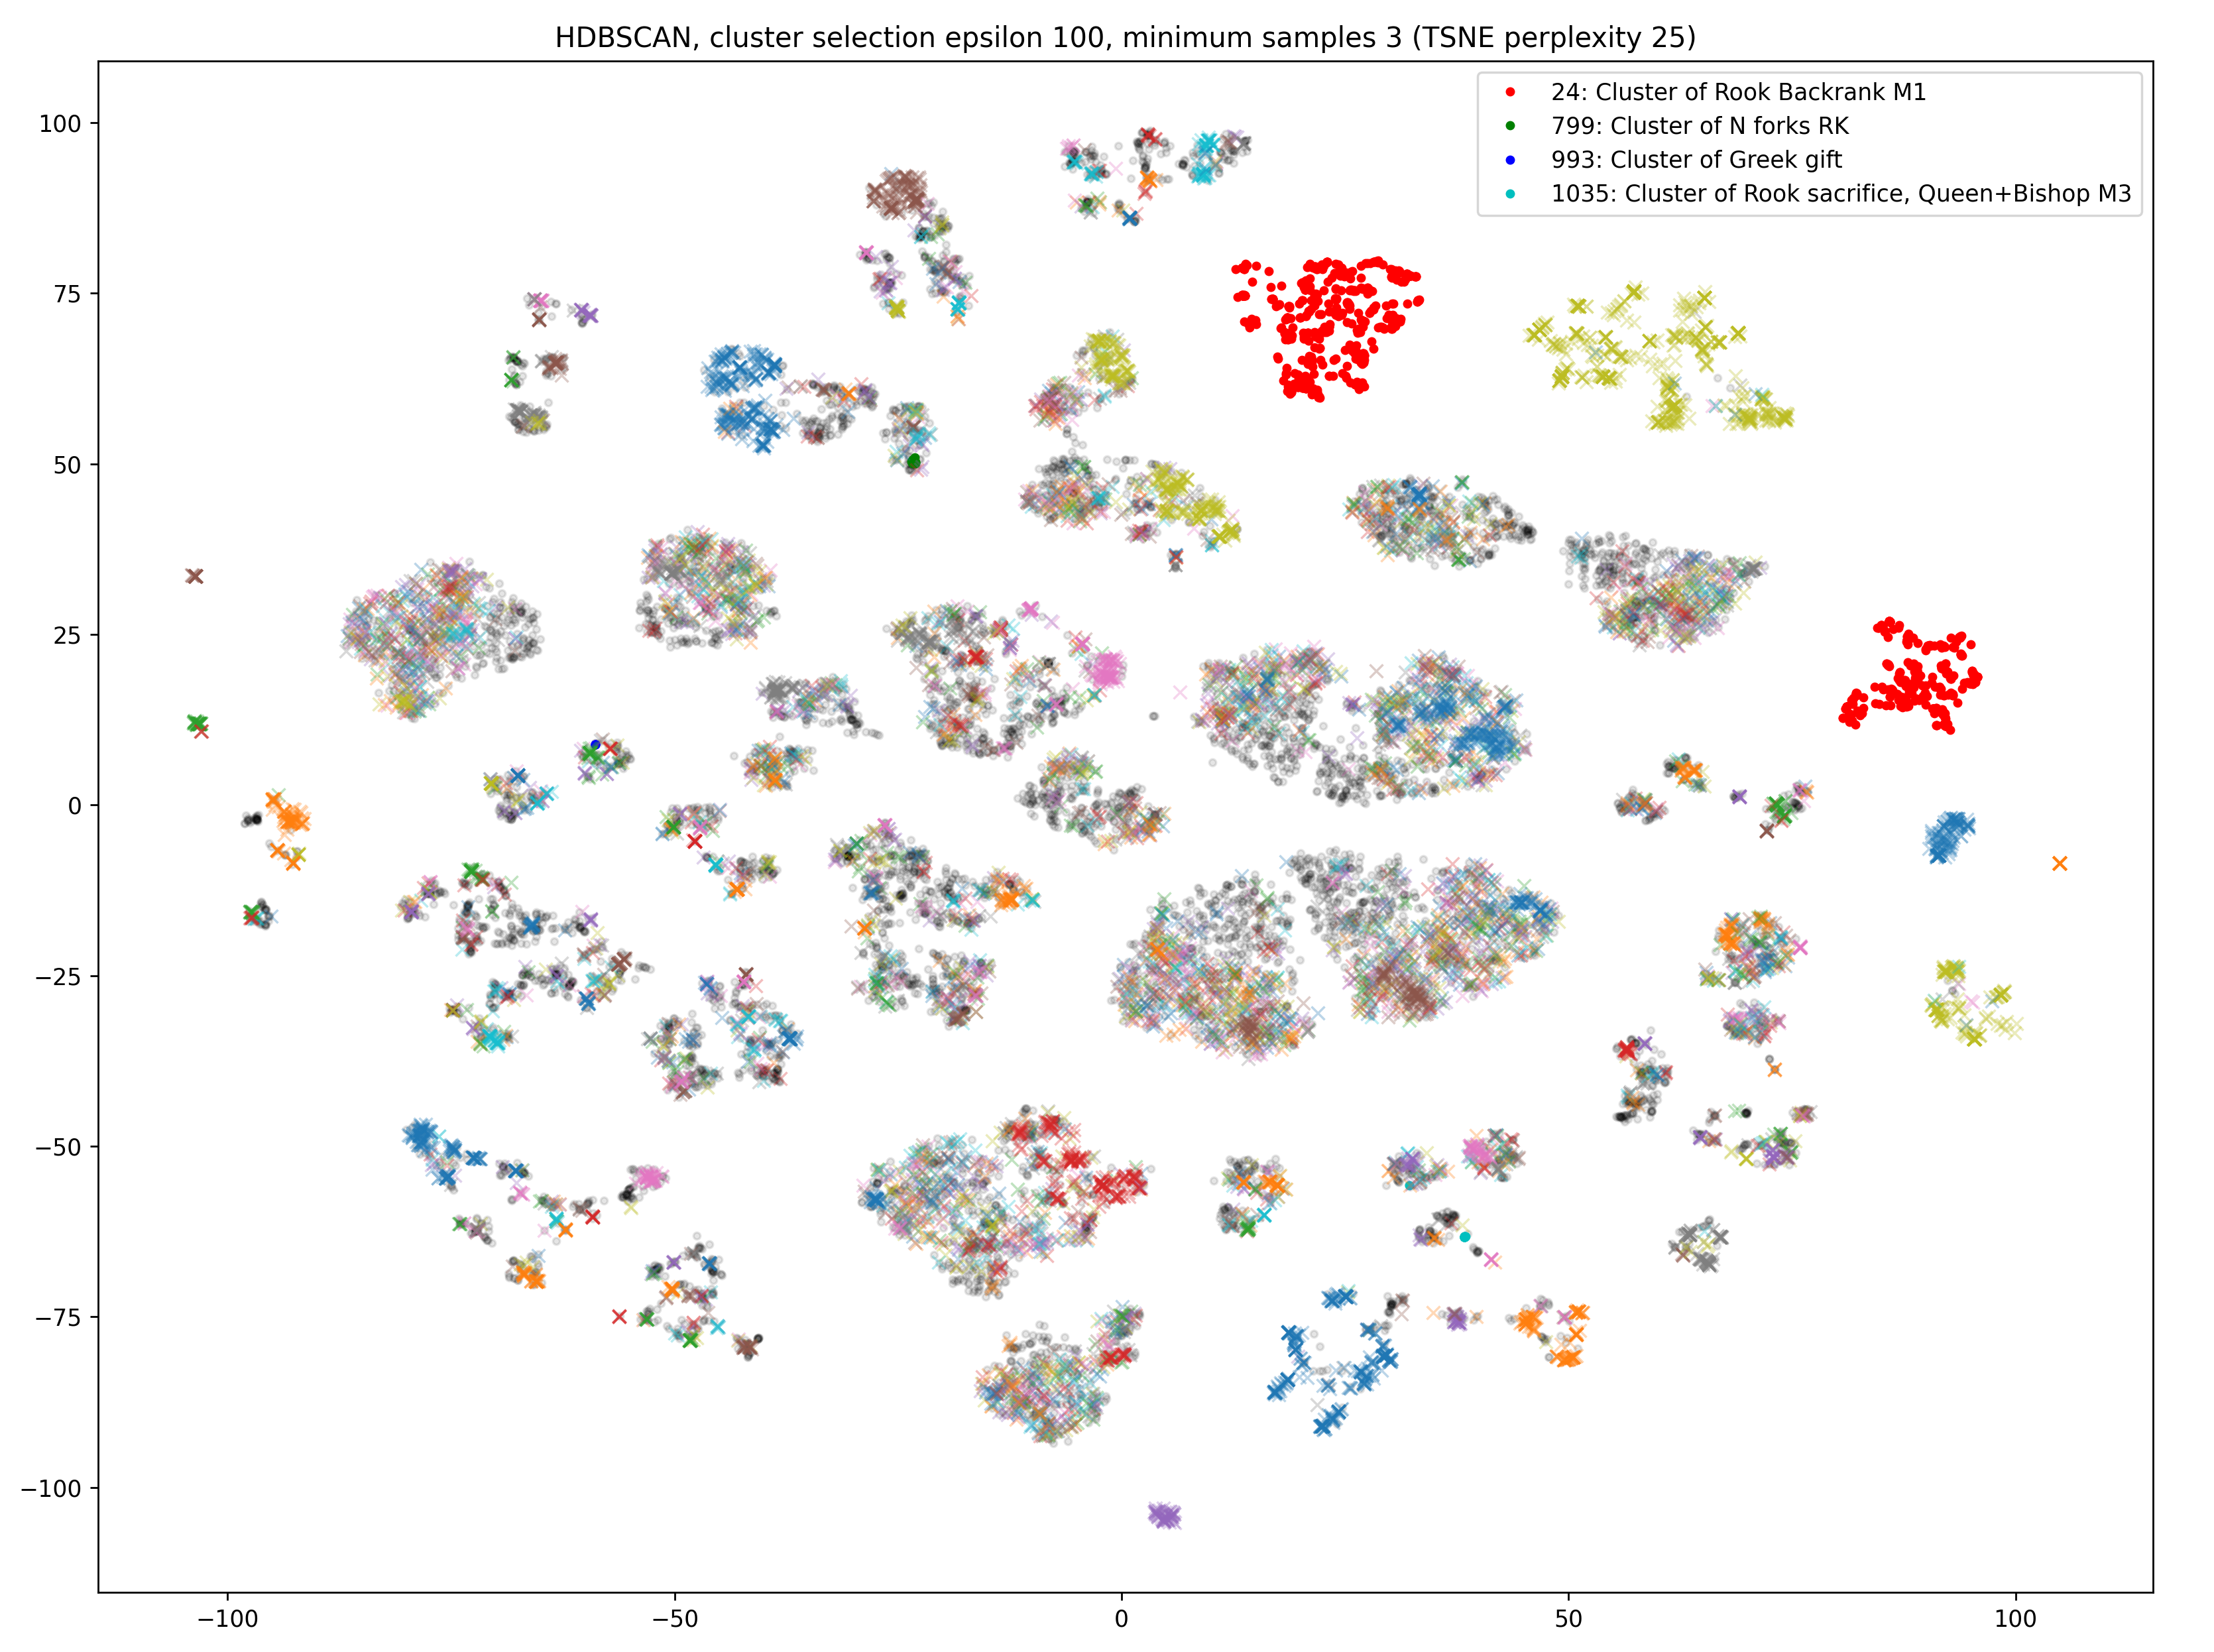 HDBSCAN, cluster selection epsilon 100, minimum samples 3 (TSNE perplexity 25)
24: Cluster of Rook Backrank M1
799: Cluster of N forks RK
993: Cluster of Greek gift
1035: Cluster of Rook sacrifice, Queen+Bishop M3
100
75
50
25
0
−25
−50
−75
−100
−100 −50 0 50 100